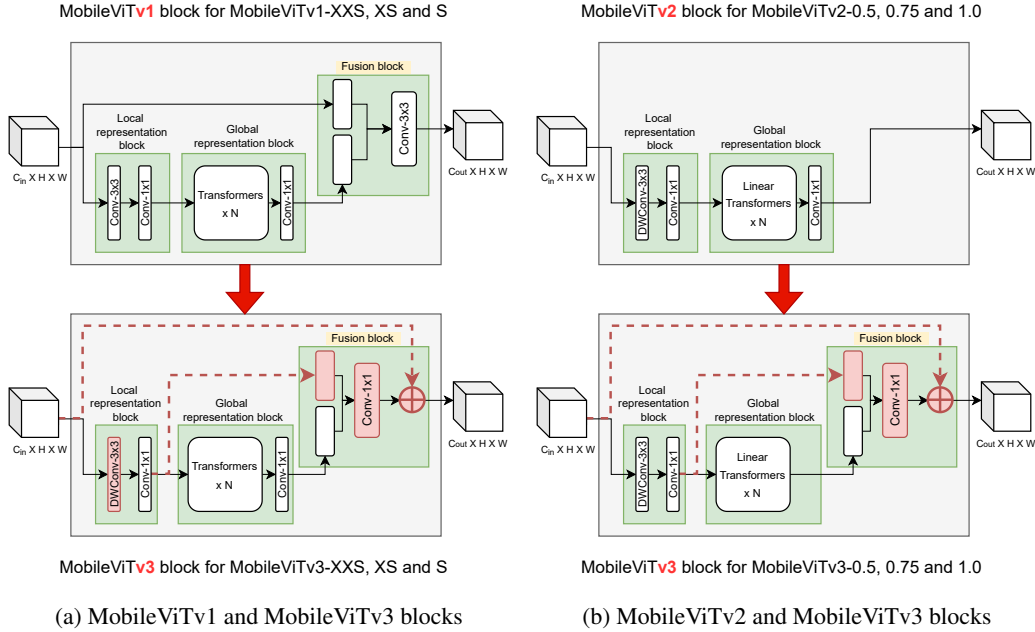 MobileViTv1 block for MobileViTv1-XXS, XS and S
Fusion block
Local
representation
block
Global
representation block
Conv-3x3
Conv-1x1
Transformers
x N
Conv-1x1
Conv-3x3
Cin X H X W
Cout X H X W
MobileViTv3 block for MobileViTv3-XXS, XS and S
Fusion block
Local
representation
block
Global
representation block
DWConv-3x3
Conv-1x1
Transformers
x N
Conv-1x1
Conv-1x1
Cin X H X W
Cout X H X W
(a) MobileViTv1 and MobileViTv3 blocks
MobileViTv2 block for MobileViTv2-0.5, 0.75 and 1.0
Local
representation
block
Global
representation block
DWConv-3x3
Conv-1x1
Linear
Transformers
x N
Conv-1x1
Cin X H X W
Cout X H X W
Fusion block
Local
representation
block
Global
representation block
DWConv-3x3
Conv-1x1
Linear
Transformers
x N
Conv-1x1
Cin X H X W
Cout X H X W
MobileViTv3 block for MobileViTv3-0.5, 0.75 and 1.0
(b) MobileViTv2 and MobileViTv3 blocks